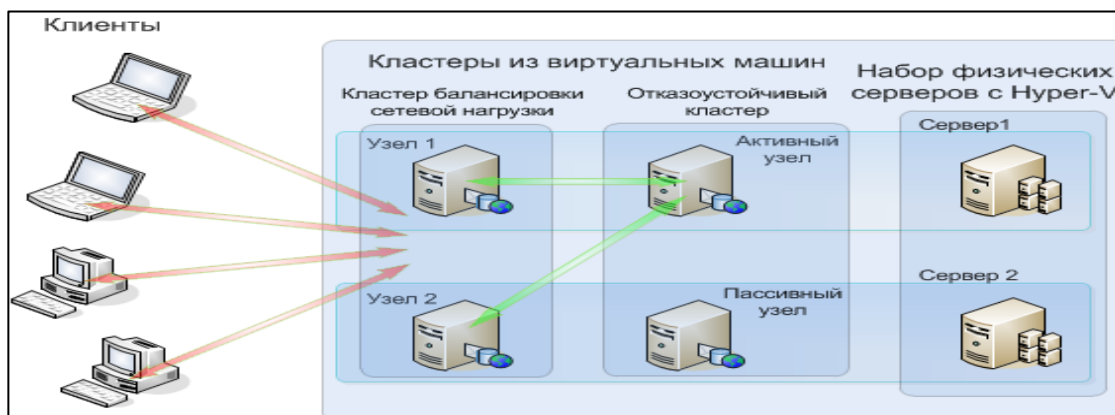 Клиенты
Кластеры из виртуальных машин
Набор физических
серверов с Hyper-V
Кластер балансировки
сетевой нагрузки
Отказоустойчивый
кластер
Узел 1
Активный
узел
Сервер1
Узел 2
Пассивный
узел
Сервер 2